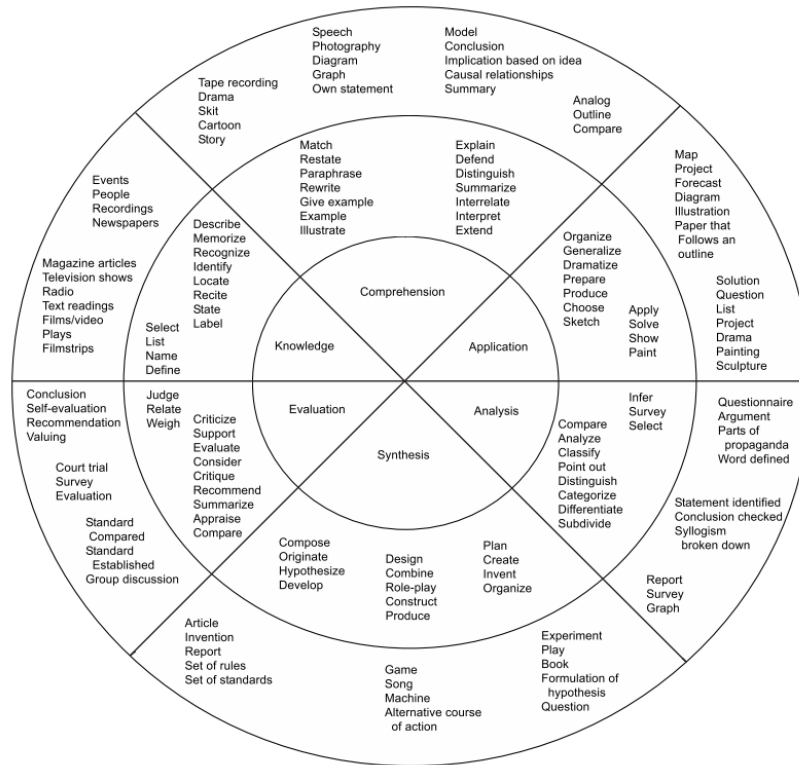 Speech
Photography
Diagram
Graph
Own statement
Model
Conclusion
Implication based on idea
Causal relationships
Summary
Tape recording
Drama
Skit
Cartoon
Story
Analog
Outline
Compare
Match
Restate
Paraphrase
Rewrite
Give example
Example
Illustrate
Explain
Defend
Distinguish
Summarize
Interrelate
Interpret
Extend
Comprehension
Events
People
Recordings
Newspapers
Magazine articles
Television shows
Radio
Text readings
Films/video
Plays
Filmstrips
Describe
Memorize
Recognize
Identify
Locate
Recite
State
Label
Select
List
Name
Define
Knowledge
Application
Organize
Generalize
Dramatize
Prepare
Produce
Choose
Sketch
Apply
Solve
Show
Paint
Map
Project
Forecast
Diagram
Illustration
Paper that
Follows an
outline
Solution
Question
List
Project
Drama
Painting
Sculpture
Conclusion
Self-evaluation
Recommendation
Valuing
Court trial
Survey
Evaluation
Standard
Compared
Standard
Established
Group discussion
Judge
Relate
Weigh
Criticize
Support
Evaluate
Consider
Critique
Recommend
Summarize
Appraise
Compare
Evaluation
Synthesis
Analysis
Infer
Survey
Select
Compare
Analyze
Classify
Point out
Distinguish
Categorize
Differentiate
Subdivide
Questionnaire
Argument
Parts of
propaganda
Word defined
Statement identified
Conclusion checked
Syllogism
broken down
Report
Survey
Graph
Compose
Originate
Hypothesize
Develop
Design
Combine
Role-play
Construct
Produce
Plan
Create
Invent
Organize
Article
Invention
Report
Set of rules
Set of standards
Game
Song
Machine
Alternative course
of action
Experiment
Play
Book
Formulation of
hypothesis
Question